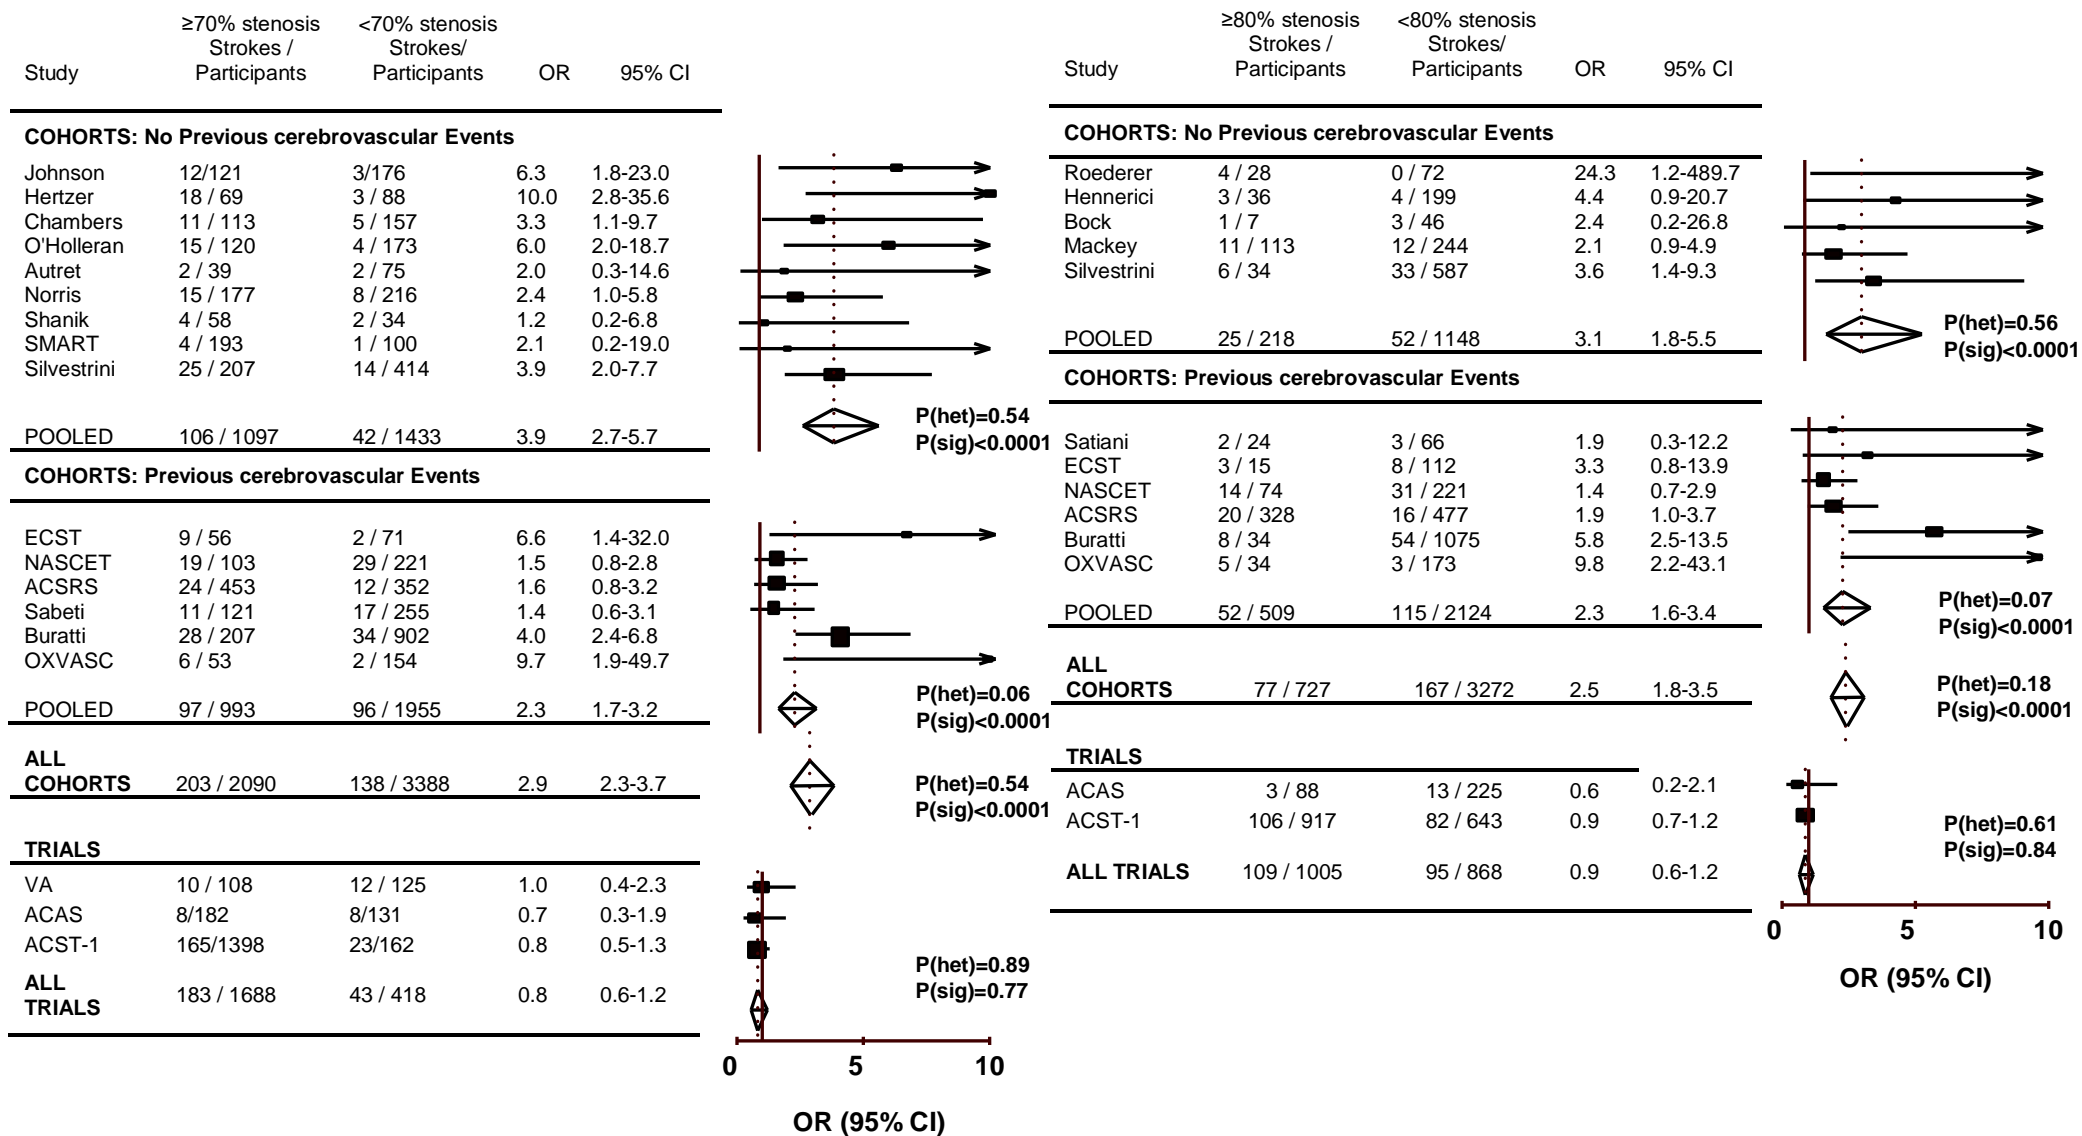 ≥70% stenosis <70% stenosis
Strokes / Strokes/
Study Participants Participants OR 95% CI
COHORTS: No Previous cerebrovascular Events
Johnson 12/121 3/176 6.3 1.8-23.0
Hertzer 18 / 69 3 / 88 10.0 2.8-35.6
Chambers 11 / 113 5 / 157 3.3 1.1-9.7
O'Holleran 15 / 120 4 / 173 6.0 2.0-18.7
Autret 2 / 39 2 / 75 2.0 0.3-14.6
Norris 15 / 177 8 / 216 2.4 1.0-5.8
Shanik 4 / 58 2 / 34 1.2 0.2-6.8
SMART 4 / 193 1 / 100 2.1 0.2-19.0
Silvestrini 25 / 207 14 / 414 3.9 2.0-7.7
P(het)=0.54
POOLED 106 / 1097 42 / 1433 3.9 2.7-5.7 P(sig)<0.0001
COHORTS: Previous cerebrovascular Events
ECST 9 / 56 2 / 71 6.6 1.4-32.0
NASCET 19 / 103 29 / 221 1.5 0.8-2.8
ACSRS 24 / 453 12 / 352 1.6 0.8-3.2
Sabeti 11 / 121 17 / 255 1.4 0.6-3.1
Buratti 28 / 207 34 / 902 4.0 2.4-6.8
OXVASC 6 / 53 2 / 154 9.7 1.9-49.7
P(het)=0.06
POOLED 97 / 993 96 / 1955 2.3 1.7-3.2 P(sig)<0.0001
ALL
COHORTS 203 / 2090 138 / 3388 2.9 2.3-3.7 P(het)=0.54
P(sig)<0.0001
TRIALS
VA 10 / 108 12 / 125 1.0 0.4-2.3
ACAS 8/182 8/131 0.7 0.3-1.9
ACST-1 165/1398 23/162 0.8 0.5-1.3
P(het)=0.89
ALL
TRIALS 183 / 1688 43 / 418 0.8 0.6-1.2 P(sig)=0.77
0 5 10
OR (95% CI)
≥80% stenosis <80% stenosis
Strokes / Strokes/
Study Participants Participants OR 95% CI
COHORTS: No Previous cerebrovascular Events
Roederer 4 / 28 0 / 72 24.3 1.2-489.7
Hennerici 3 / 36 4 / 199 4.4 0.9-20.7
Bock 1 / 7 3 / 46 2.4 0.2-26.8
Mackey 11 / 113 12 / 244 2.1 0.9-4.9
Silvestrini 6 / 34 33 / 587 3.6 1.4-9.3
P(het)=0.56
POOLED 25 / 218 52 / 1148 3.1 1.8-5.5 P(sig)<0.0001
COHORTS: Previous cerebrovascular Events
Satiani 2 / 24 3 / 66 1.9 0.3-12.2
ECST 3 / 15 8 / 112 3.3 0.8-13.9
NASCET 14 / 74 31 / 221 1.4 0.7-2.9
ACSRS 20 / 328 16 / 477 1.9 1.0-3.7
Buratti 8 / 34 54 / 1075 5.8 2.5-13.5
OXVASC 5 / 34 3 / 173 9.8 2.2-43.1
P(het)=0.07
POOLED 52 / 509 115 / 2124 2.3 1.6-3.4 P(sig)<0.0001
ALL
COHORTS 77 / 727 167 / 3272 2.5 1.8-3.5 P(het)=0.18
P(sig)<0.0001
TRIALS
ACAS 3 / 88 13 / 225 0.6 0.2-2.1
ACST-1 106 / 917 82 / 643 0.9 0.7-1.2 P(het)=0.61
P(sig)=0.84
ALL TRIALS 109 / 1005 95 / 868 0.9 0.6-1.2
0 5 10
OR (95% CI)